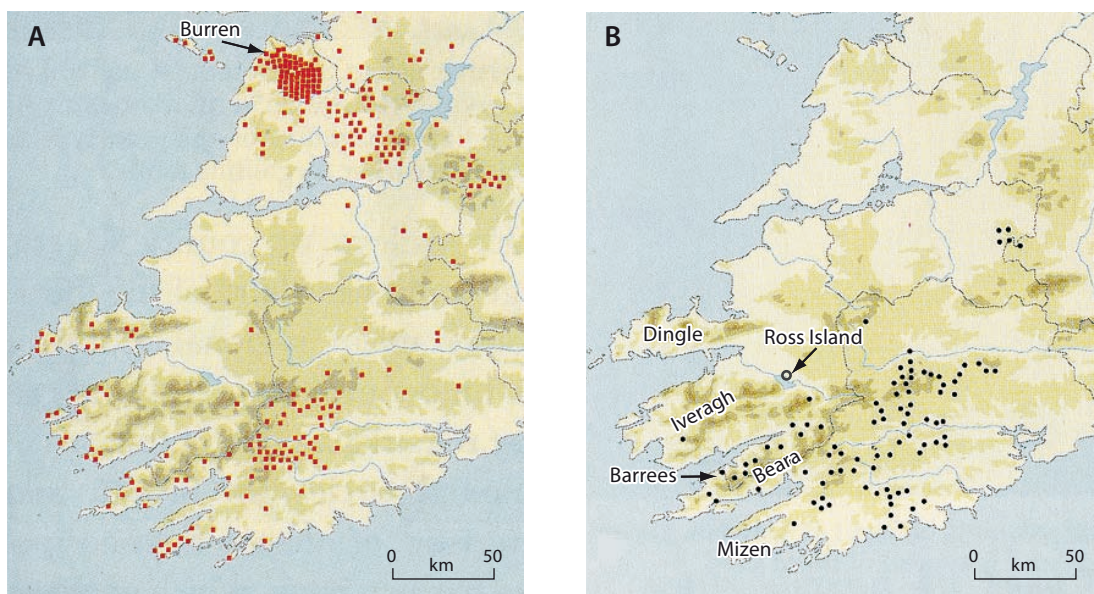 A
Burren
0 50
km
B
Dingle
Ross Island
Iveragh
Barrees
Beara
Mizen
0 50
km